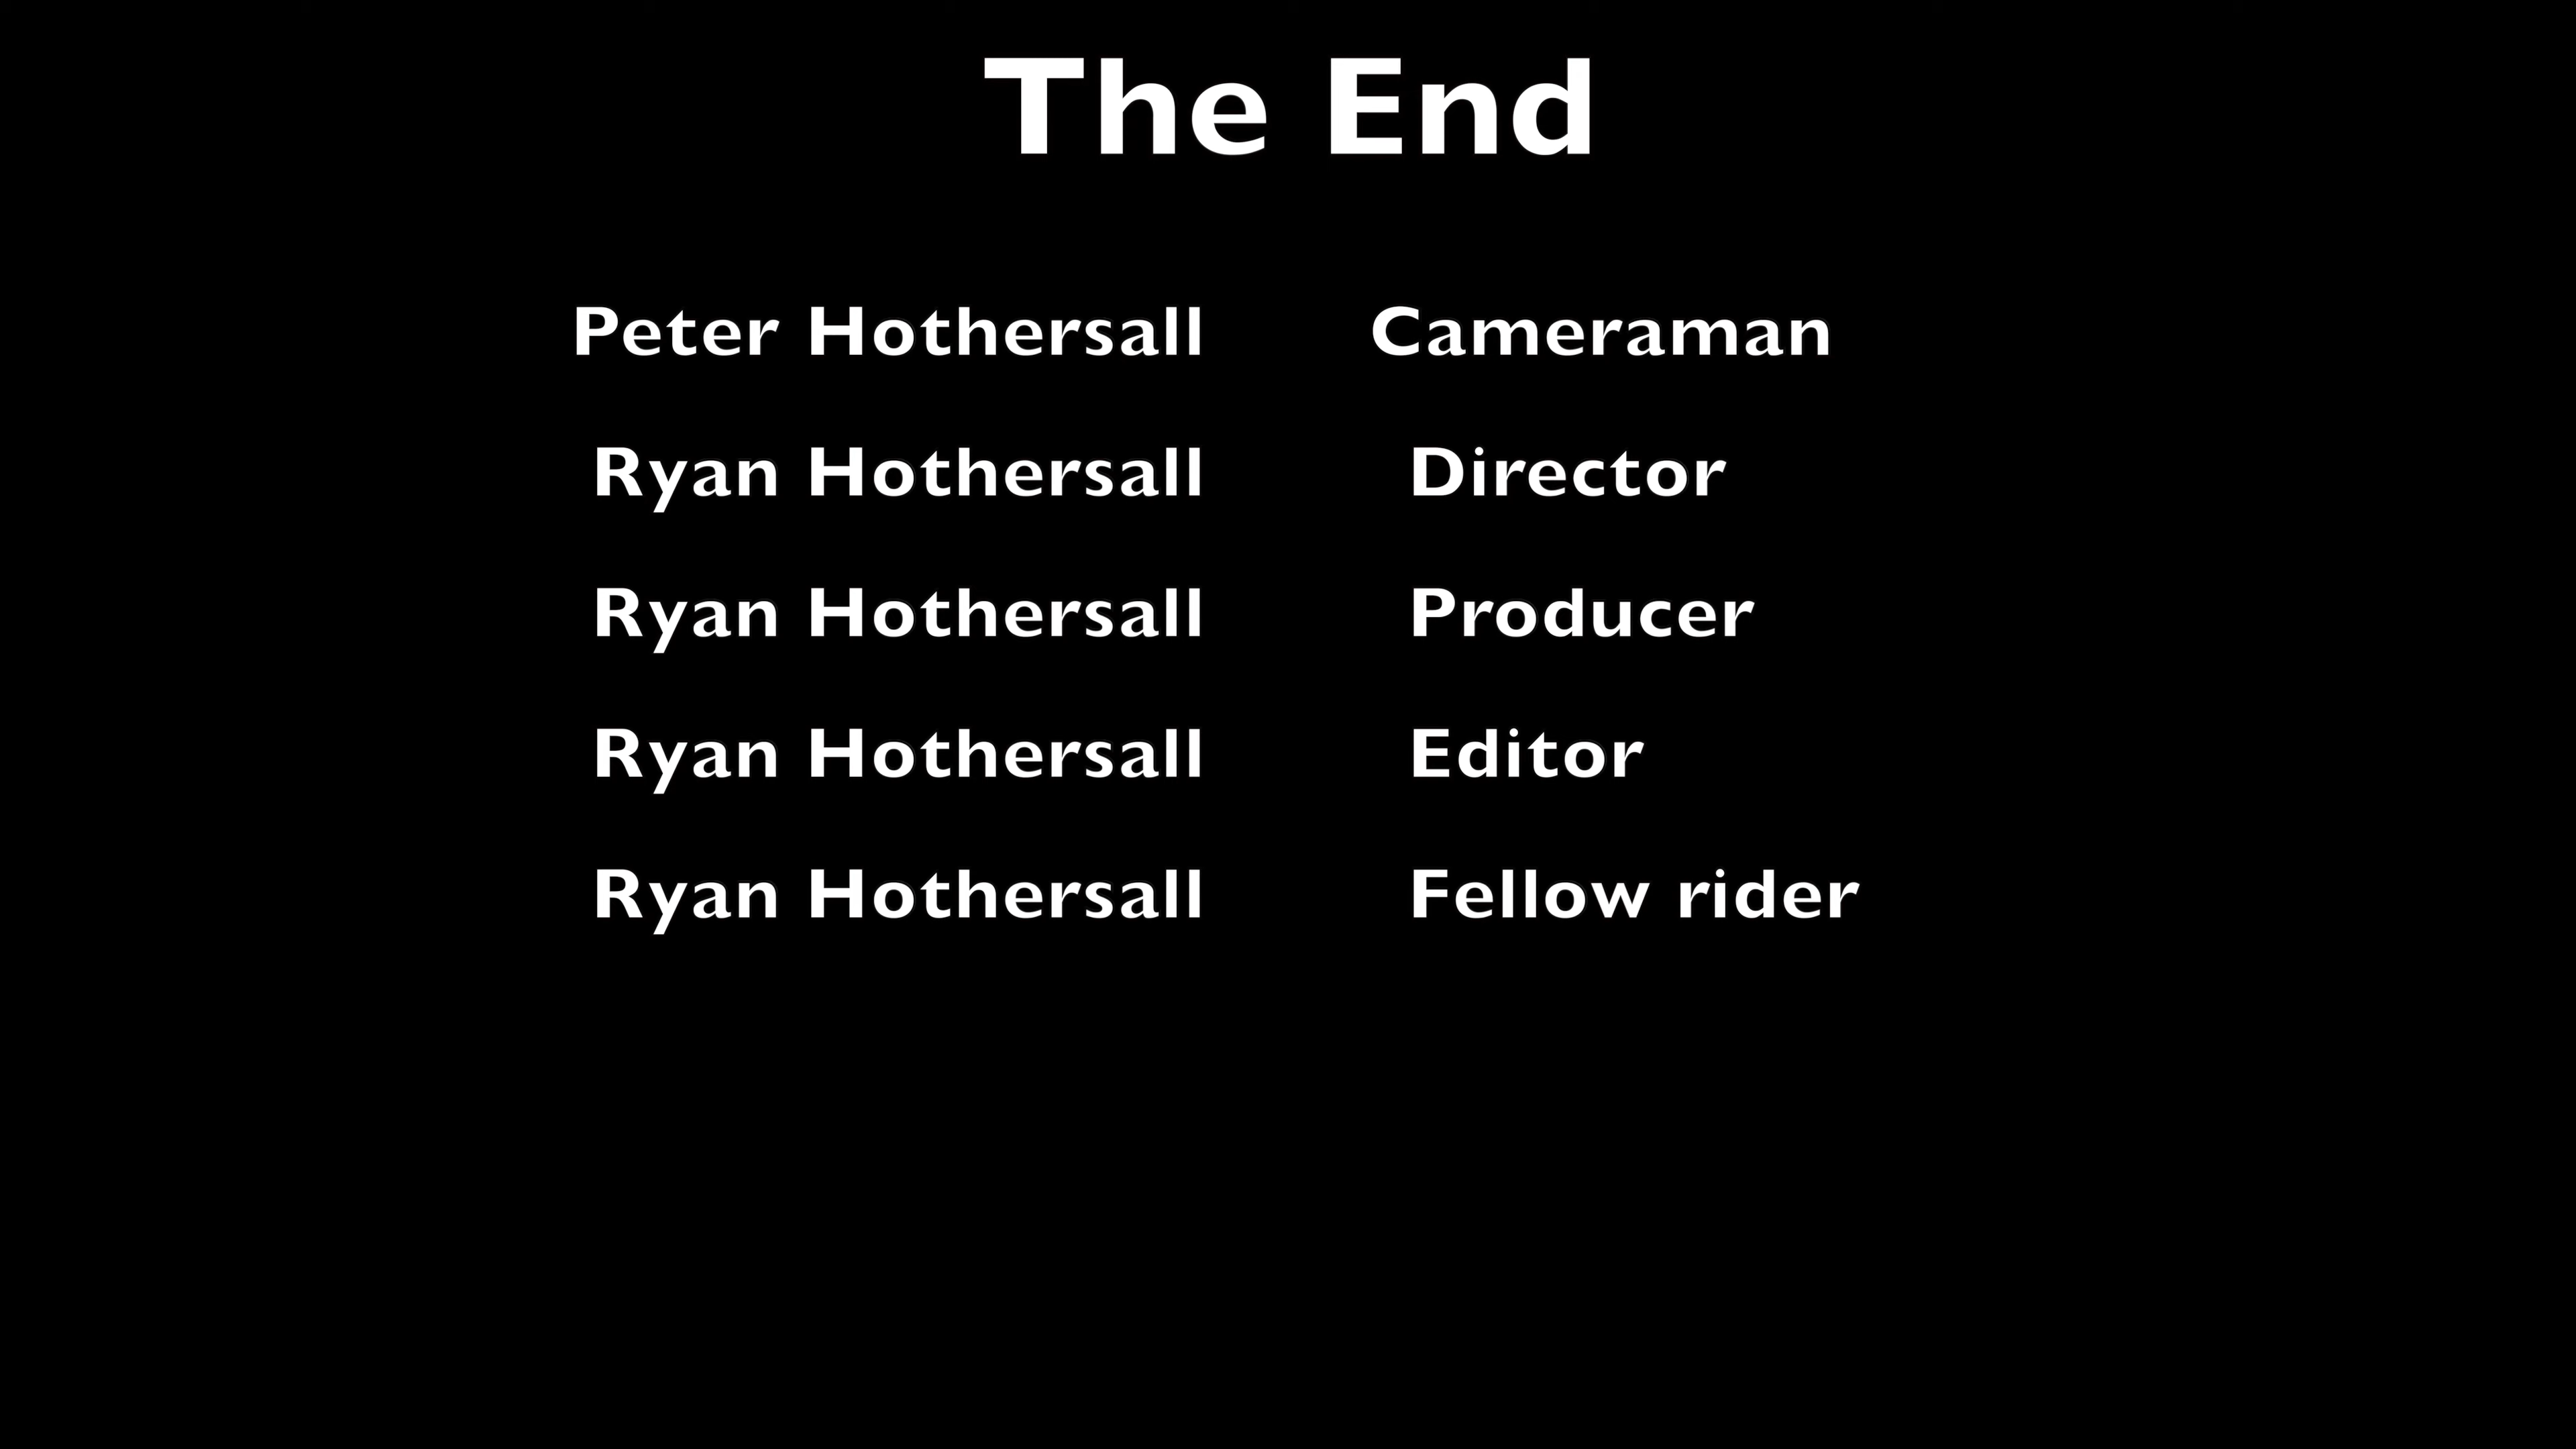 The End
Peter Hothersall Cameraman
Ryan Hothersall Director
Ryan Hothersall Producer
Ryan Hothersall Editor
Ryan Hothersall Fellow rider